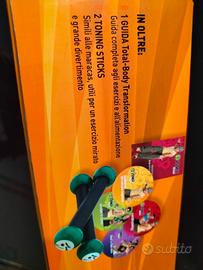 IN OLTRE:
1 GUIDA Total-Body Transformation
Guida completa agli esercizi e all'alimentazione
2 TONING STICKS
Simili alle maracas, utili per un esercizio mirato
e grande divertimento
subito